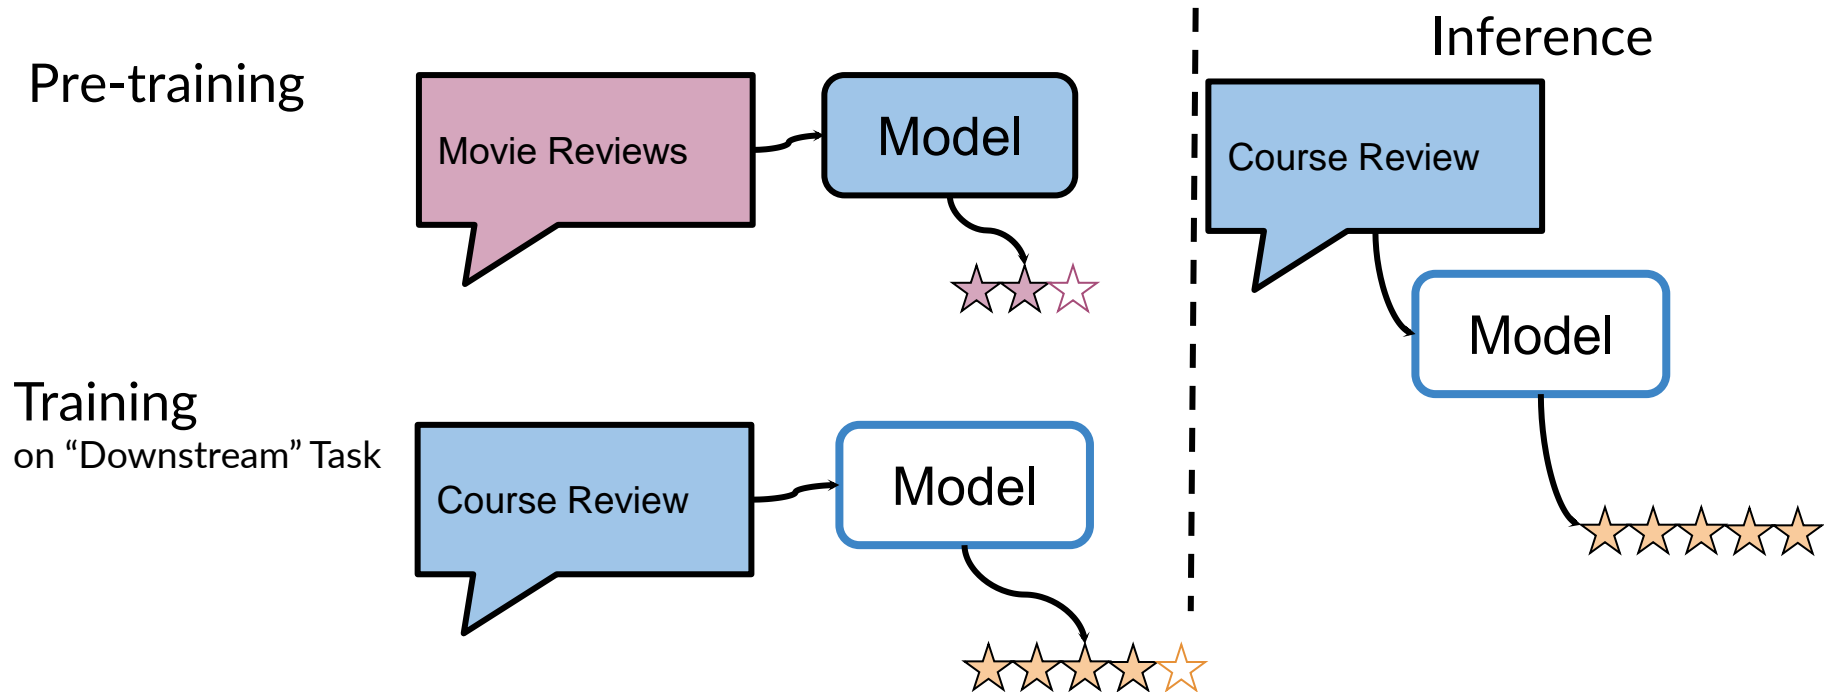 Pre-training
Movie Reviews
Model
Training
on “Downstream” Task
Course Review
Model
Inference
Course Review
Model